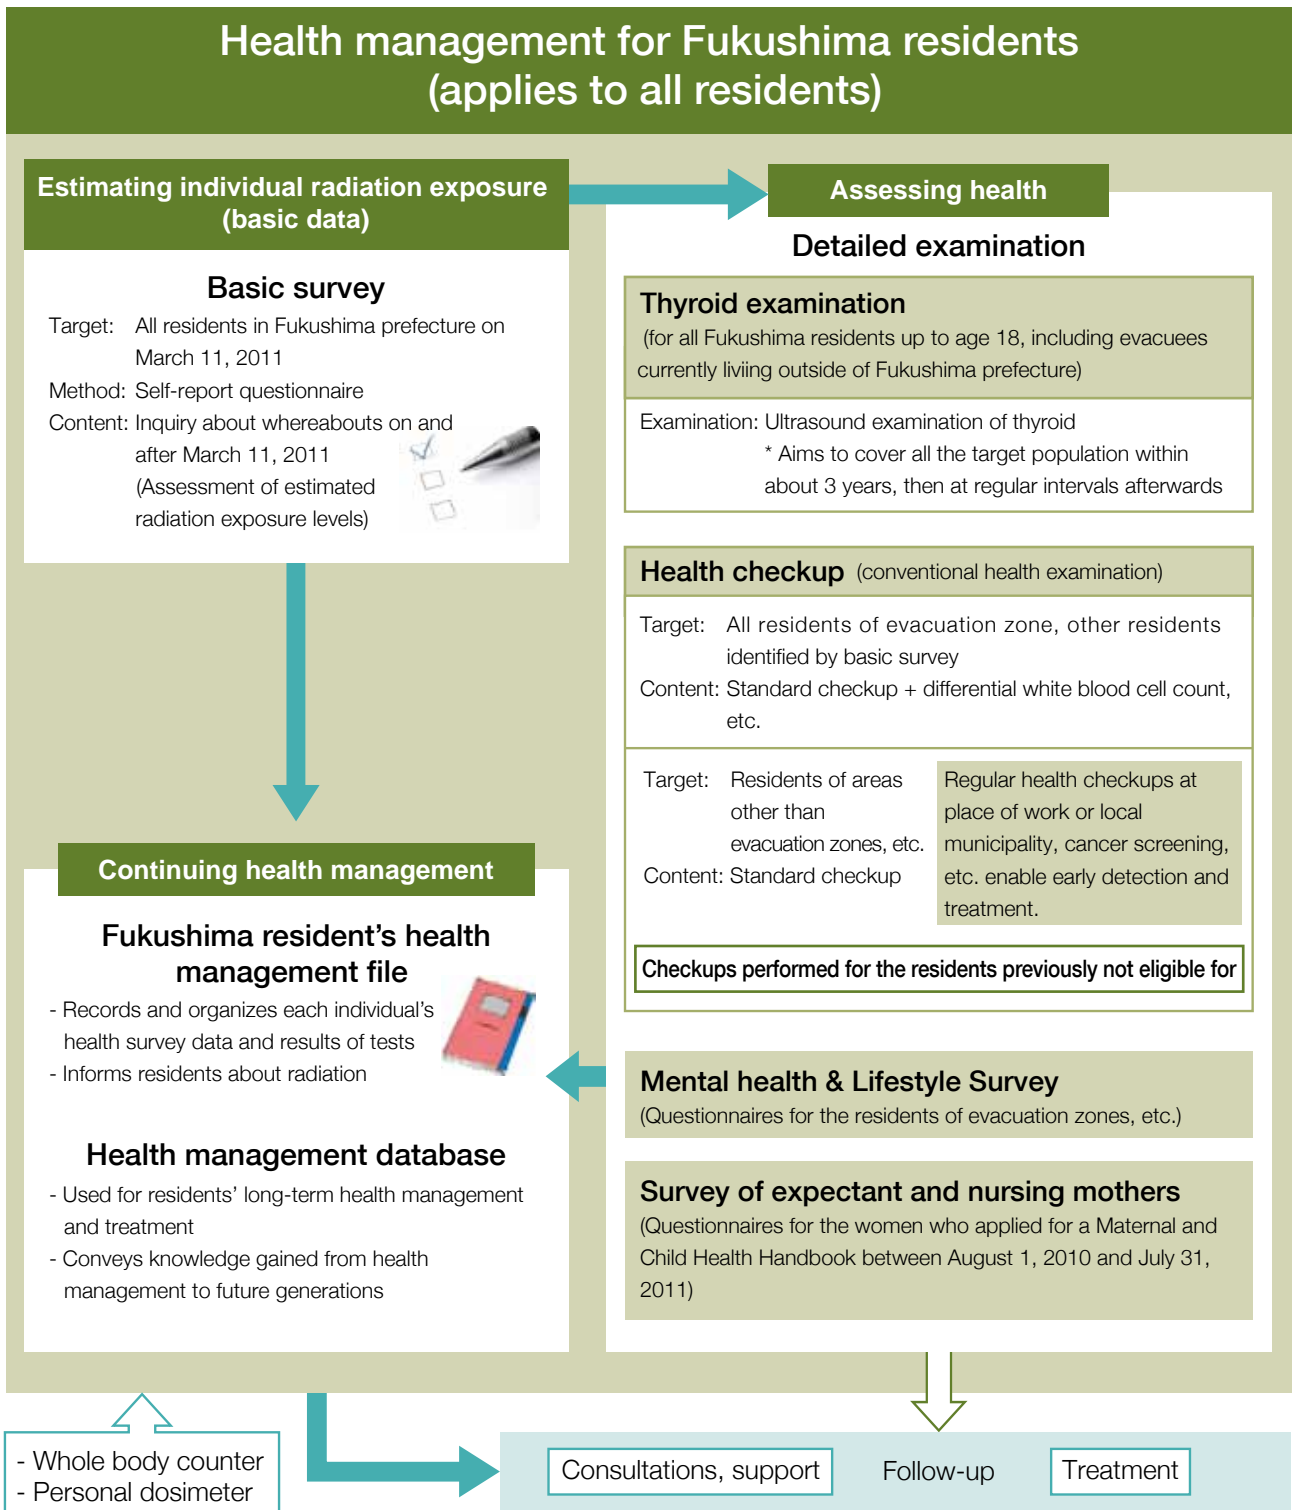 Health management for Fukushima residents
(applies to all residents)
Estimating individual radiation exposure
(basic data)
Basic survey
Target: All residents in Fukushima prefecture on
March 11, 2011
Method: Self-report questionnaire
Content: Inquiry about whereabouts on and
after March 11, 2011
(Assessment of estimated
radiation exposure levels)
Assessing health
Detailed examination
Thyroid examination
(for all Fukushima residents up to age 18, including evacuees
currently liviing outside of Fukushima prefecture)
Examination: Ultrasound examination of thyroid
* Aims to cover all the target population within
about 3 years, then at regular intervals afterwards
Health checkup (conventional health examination)
Target: All residents of evacuation zone, other residents
identified by basic survey
Content: Standard checkup + differential white blood cell count,
etc.
Target: Residents of areas
other than
evacuation zones, etc.
Content: Standard checkup
Regular health checkups at
place of work or local
municipality, cancer screening,
etc. enable early detection and
treatment.
Checkups performed for the residents previously not eligible for
Mental health & Lifestyle Survey
(Questionnaires for the residents of evacuation zones, etc.)
Survey of expectant and nursing mothers
(Questionnaires for the women who applied for a Maternal and
Child Health Handbook between August 1, 2010 and July 31,
2011)
Continuing health management
Fukushima resident's health
management file
- Records and organizes each individual's
health survey data and results of tests
- Informs residents about radiation
Health management database
- Used for residents' long-term health management
and treatment
- Conveys knowledge gained from health
management to future generations
- Whole body counter
- Personal dosimeter
Consultations, support
Follow-up
Treatment